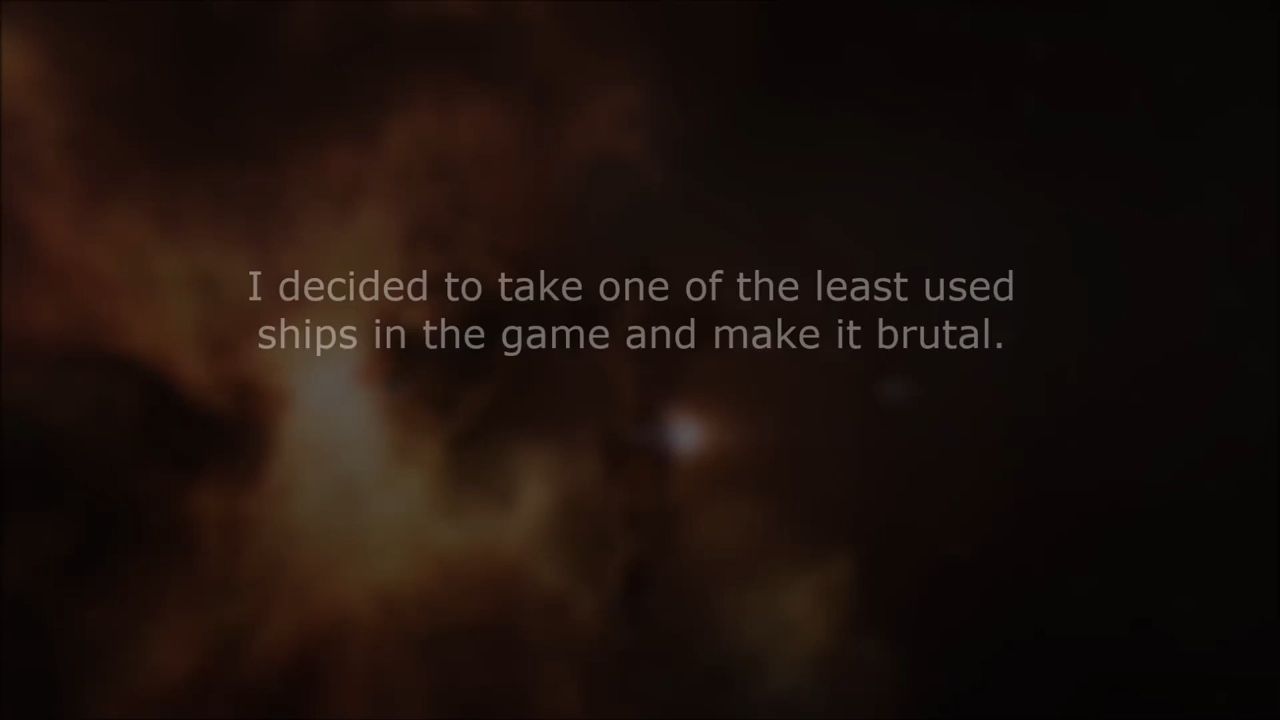 I decided to take one of the least used
ships in the game and make it brutal.